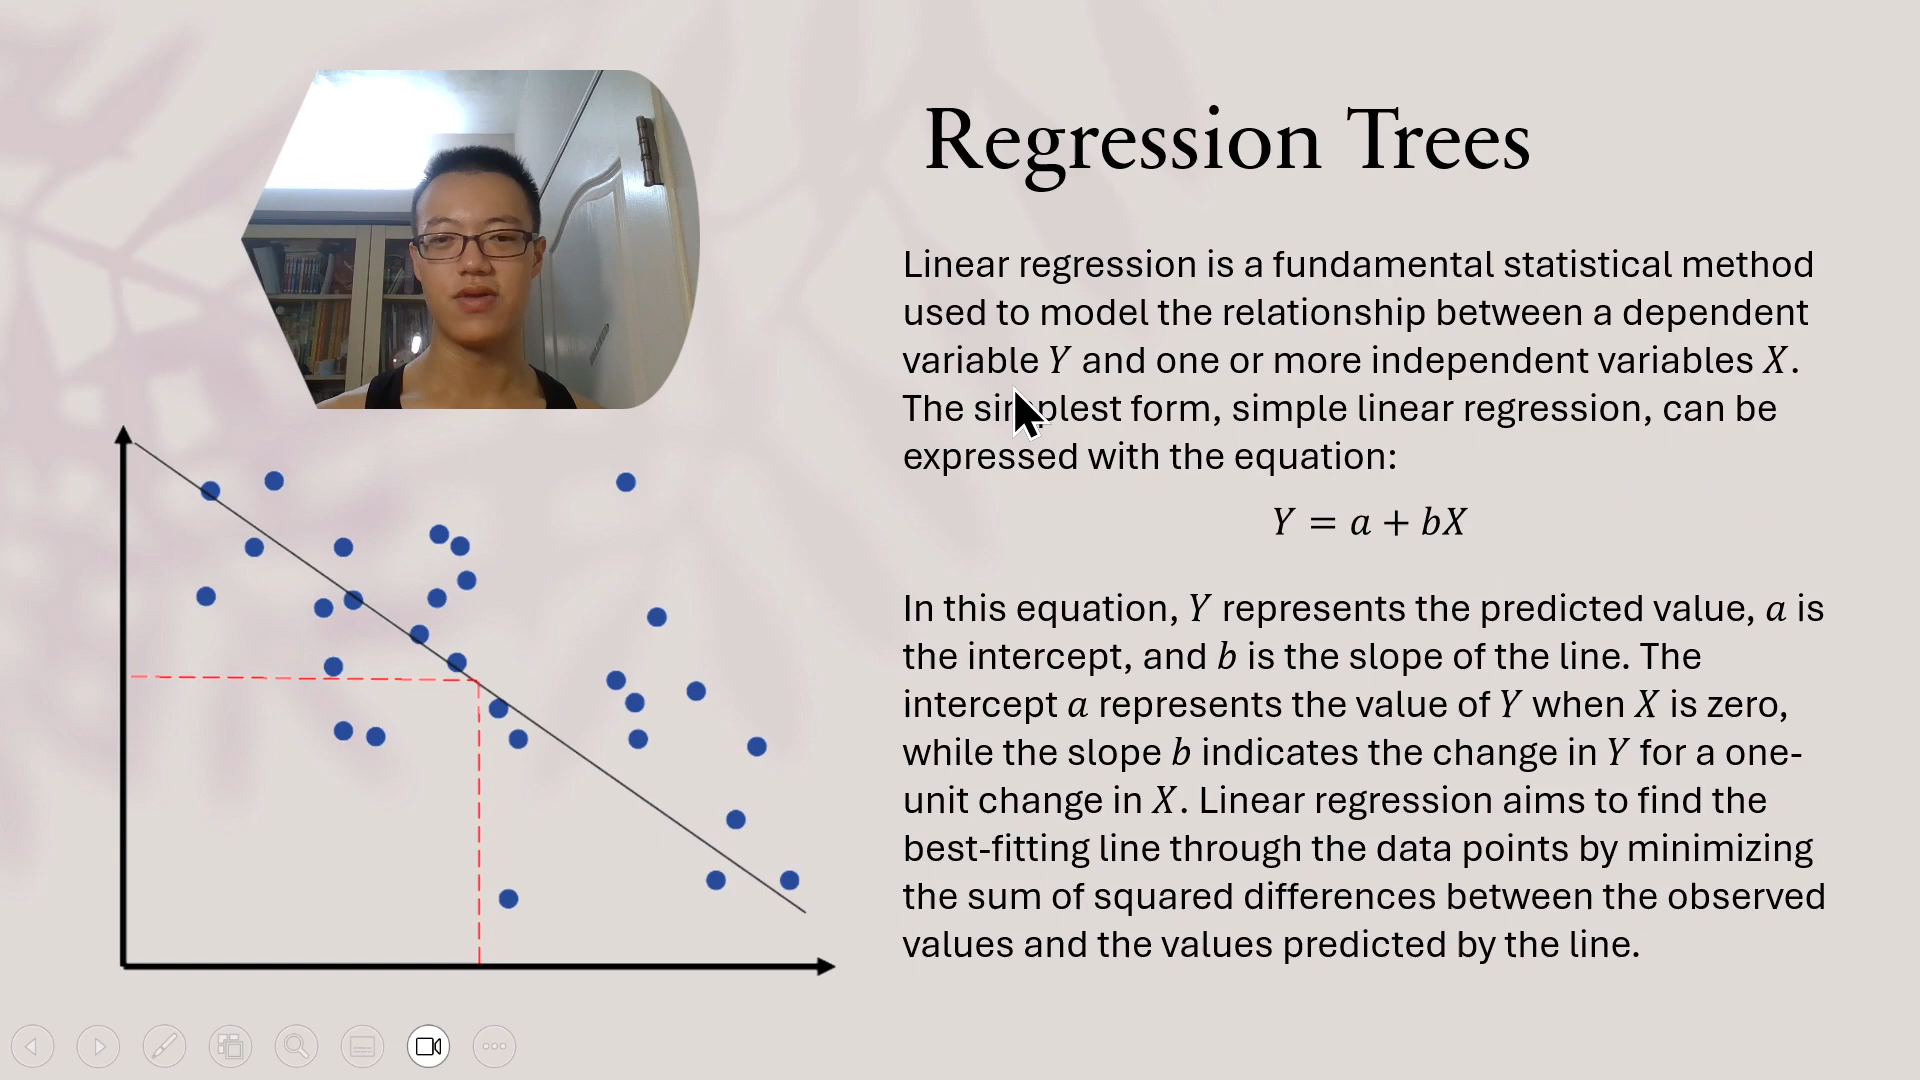 Regression Trees
Linear regression is a fundamental statistical method
used to model the relationship between a dependent
variable Y and one or more independent variables X.
The simplest form, simple linear regression, can be
expressed with the equation:
Y = a + bX
In this equation, Y represents the predicted value, a is
the intercept, and b is the slope of the line. The
intercept a represents the value of Y when X is zero,
while the slope b indicates the change in Y for a one-
unit change in X. Linear regression aims to find the
best-fitting line through the data points by minimizing
the sum of squared differences between the observed
values and the values predicted by the line.